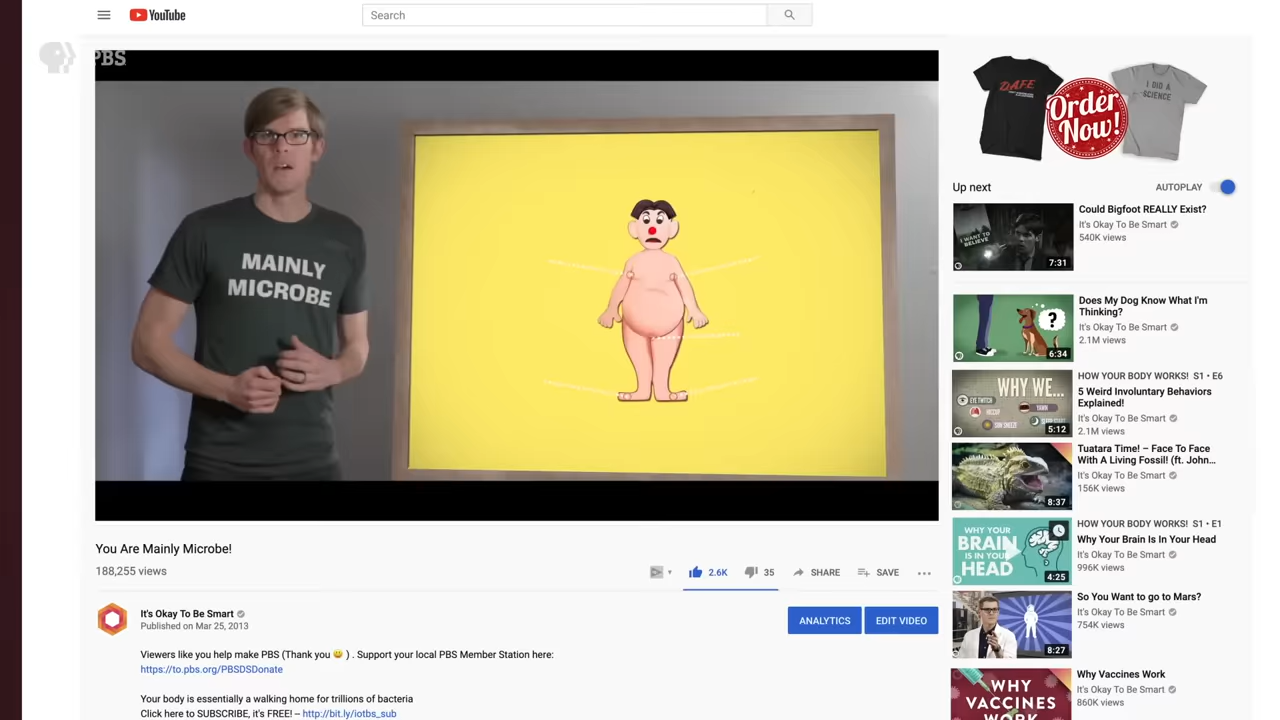 YouTube
Search
PBS
MAINLY
MICROBE
D.A.F.E
I DID A
SCIENCE
Order
Now!
Up next
AUTOPLAY
I WANT TO
BELIEVE
7:31
Could Bigfoot REALLY Exist?
It's Okay To Be Smart
540K views
?
6:34
Does My Dog Know What I'm
Thinking?
It's Okay To Be Smart
2.1M views
WHY WE...
EYE TWITCH
HICCUP
YAWN
5:12
HOW YOUR BODY WORKS! S1 • E6
5 Weird Involuntary Behaviors
Explained!
It's Okay To Be Smart
2.1M views
8:37
Tuatara Time! – Face To Face
With A Living Fossil! (ft. John...
It's Okay To Be Smart
156K views
WHY YOUR
BRAIN
IS IN YOUR
HEAD
4:25
HOW YOUR BODY WORKS! S1 • E1
Why Your Brain Is In Your Head
It's Okay To Be Smart
996K views
8:27
So You Want to go to Mars?
It's Okay To Be Smart
754K views
WHY
VACCINES
WORK
Why Vaccines Work
It's Okay To Be Smart
860K views
You Are Mainly Microbe!
188,255 views
2.6K
35
SHARE
SAVE
It's Okay To Be Smart
Published on Mar 25, 2013
ANALYTICS
EDIT VIDEO
Viewers like you help make PBS (Thank you 😃 ) . Support your local PBS Member Station here:
https://to.pbs.org/PBSDSDonate
Your body is essentially a walking home for trillions of bacteria
Click here to SUBSCRIBE, it's FREE! – http://bit.ly/iotbs_sub